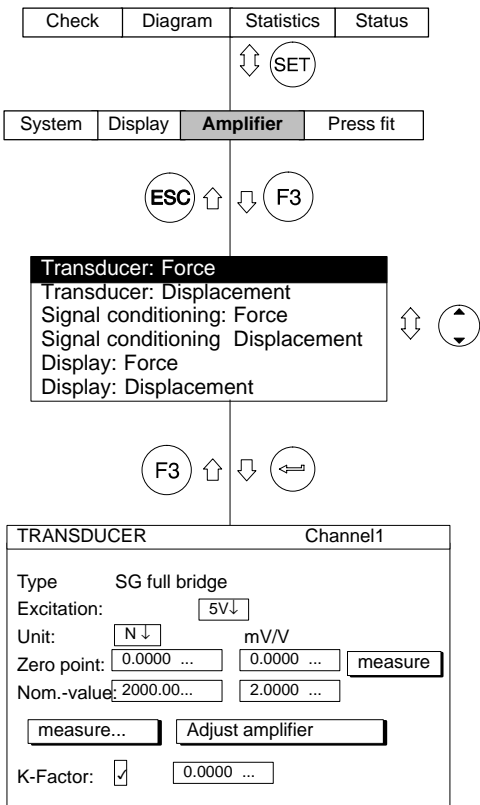 Check Diagram Statistics Status
SET
System Display Amplifier Press fit
ESC F3
Transducer: Force
Transducer: Displacement
Signal conditioning: Force
Signal conditioning Displacement
Display: Force
Display: Displacement
F3
TRANSDUCER Channel1
Type SG full bridge
Excitation: 5V↓
Unit: N ↓ mV/V
Zero point: 0.0000 ... 0.0000 ... measure
Nom.-value: 2000.00... 2.0000 ...
measure... Adjust amplifier
K-Factor: ✓ 0.0000 ...